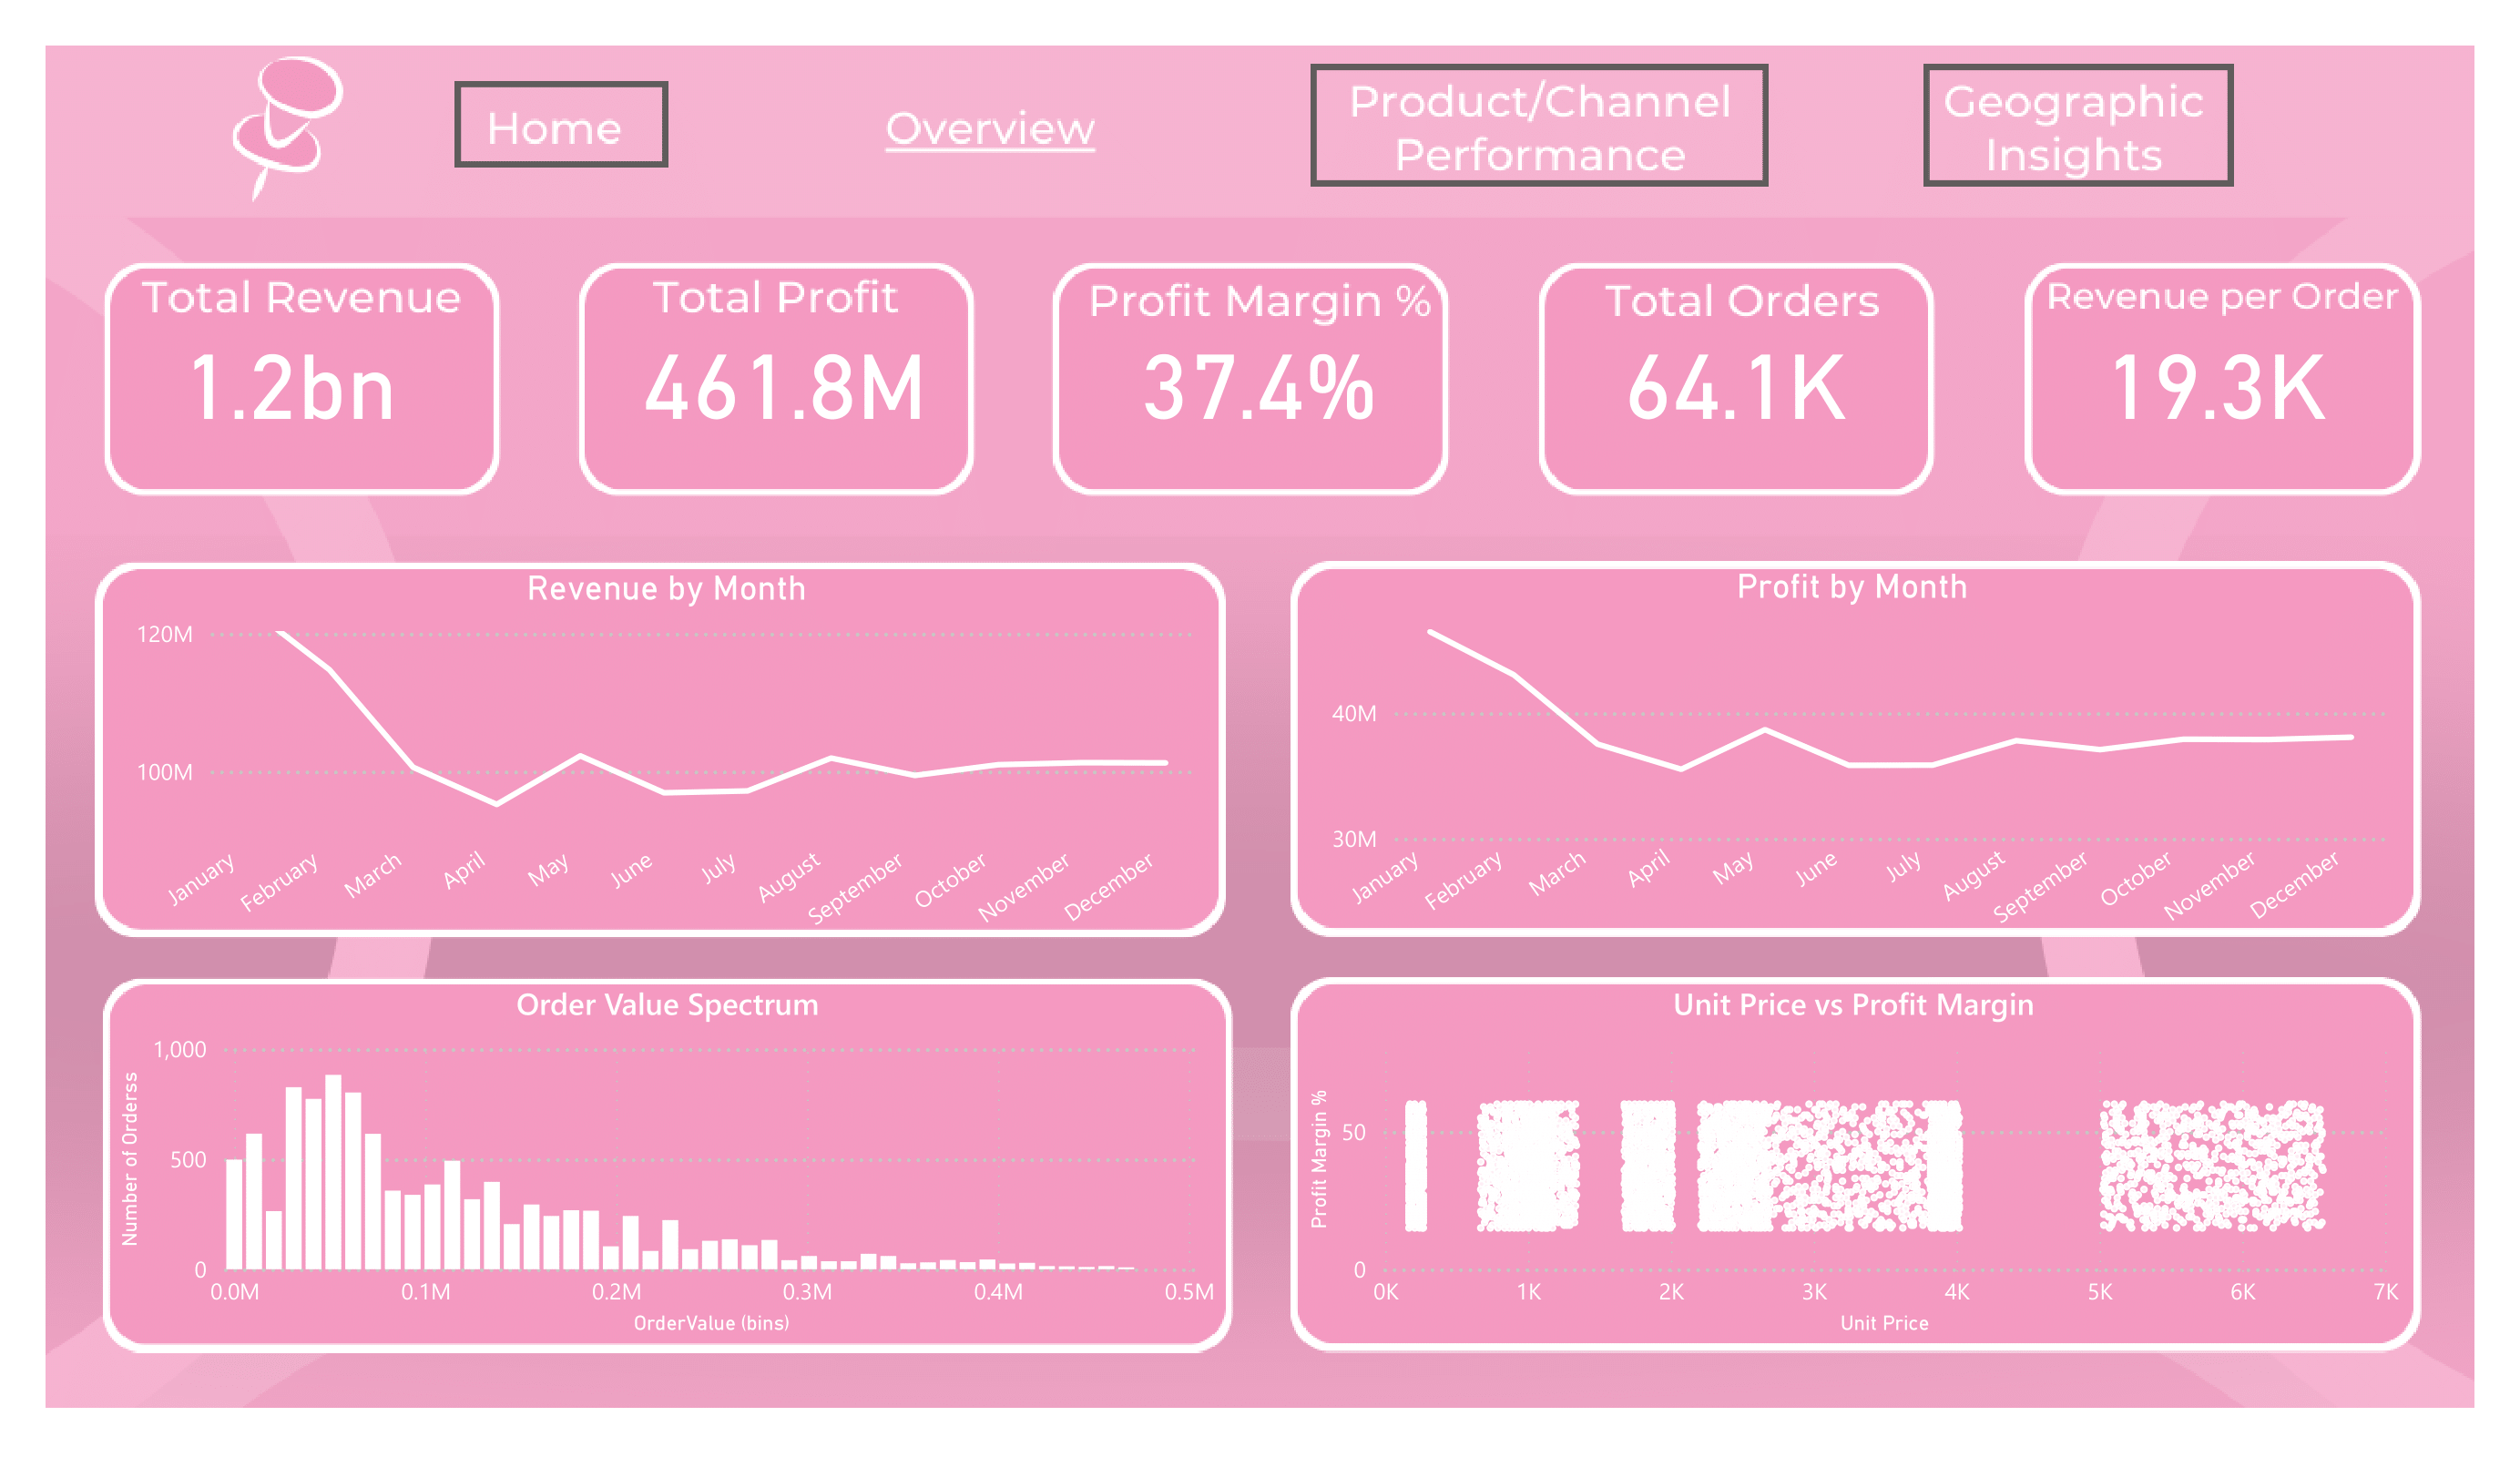 Home
Overview
Product/Channel
Performance
Geographic
Insights
Total Revenue
1.2bn
Total Profit
461.8M
Profit Margin %
37.4%
Total Orders
64.1K
Revenue per Order
19.3K
Revenue by Month
120M
100M
January
February
March
April
May
June
July
August
September
October
November
December
Profit by Month
40M
30M
January
February
March
April
May
June
July
August
September
October
November
December
Order Value Spectrum
Number of Orderss
1,000
500
0
0.0M
0.1M
0.2M
0.3M
0.4M
0.5M
OrderValue (bins)
Unit Price vs Profit Margin
Profit Margin %
50
0
0K
1K
2K
3K
4K
5K
6K
7K
Unit Price